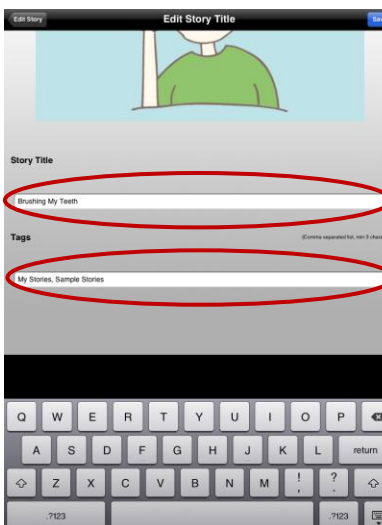 Edit Story Edit Story Title
Story Title
Brushing My Teeth
Tags (Comma separated list, min 3
My Stories, Sample Stories
Q W E R T Y U I O P
A S D F G H J K L return
Z X C V B N M ! , ? .
.?123 .?123